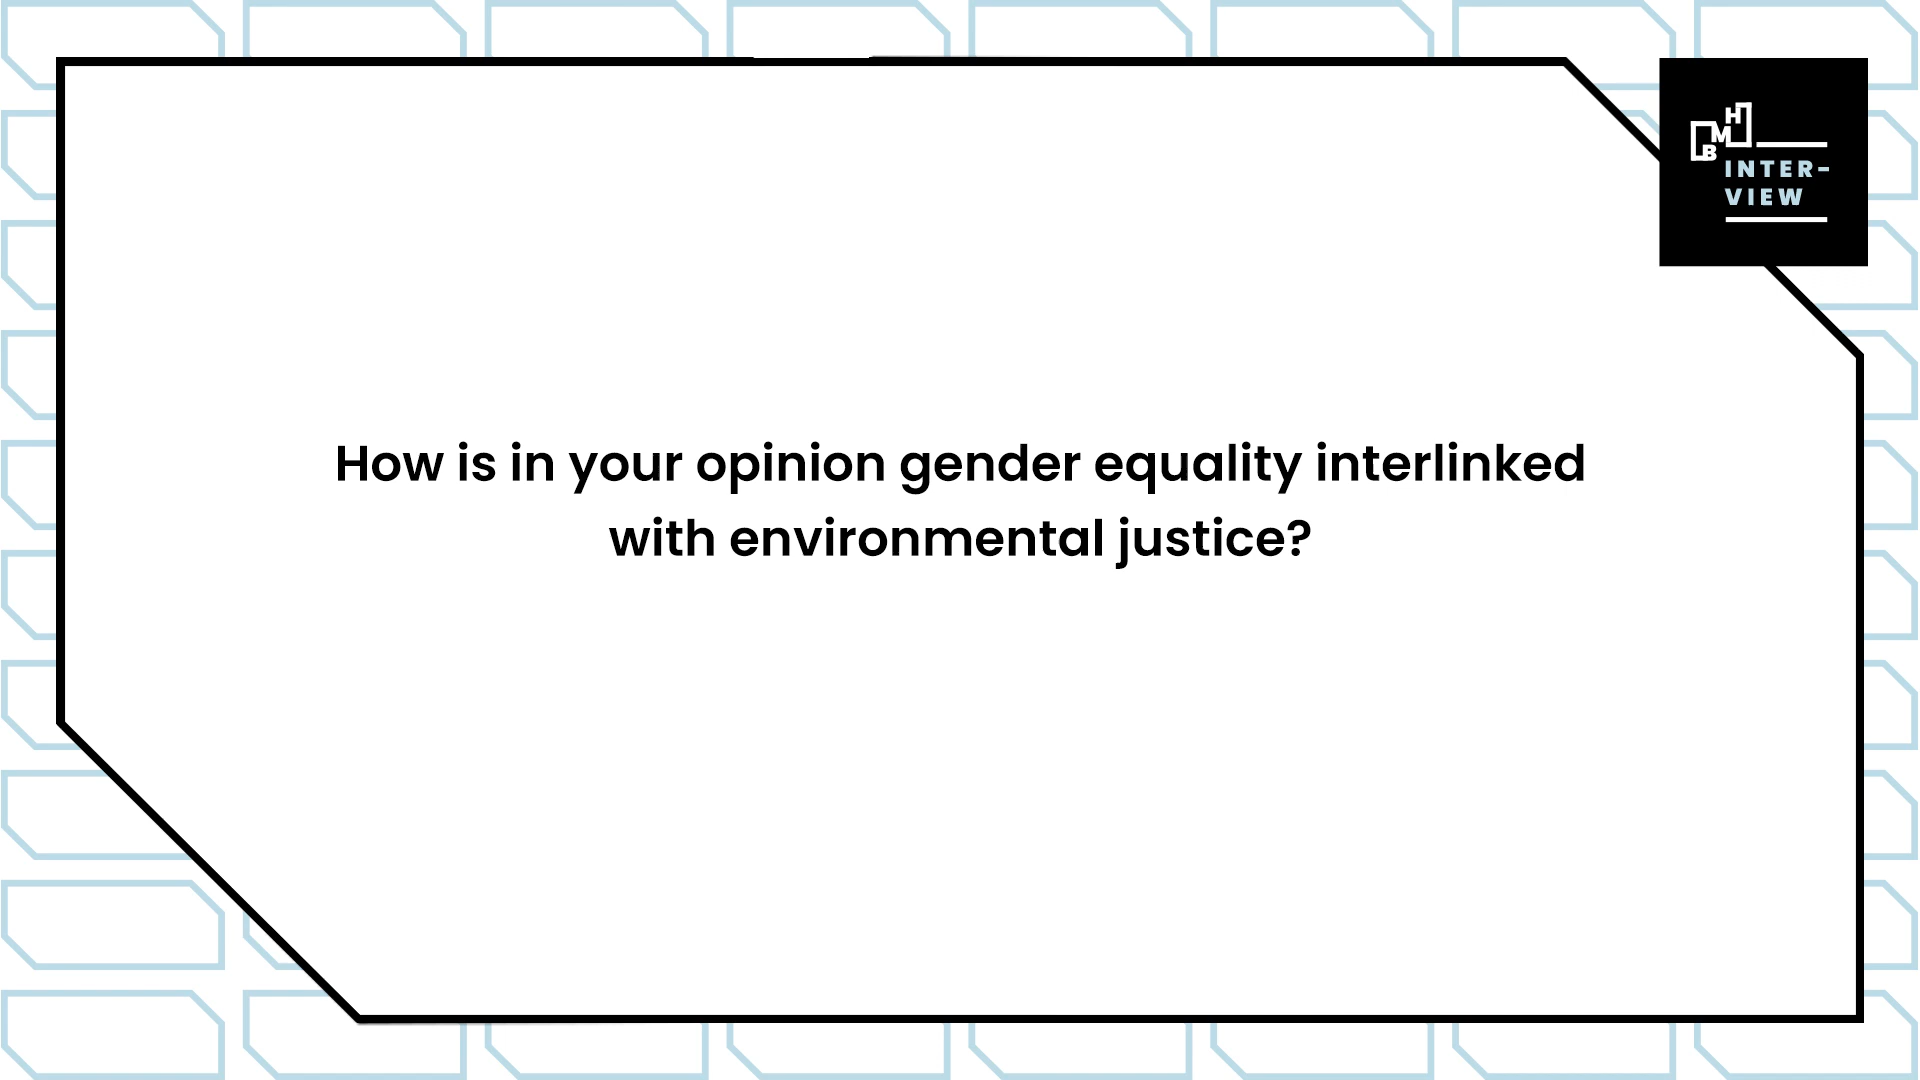 H
M
B
INTER-
VIEW
How is in your opinion gender equality interlinked
with environmental justice?